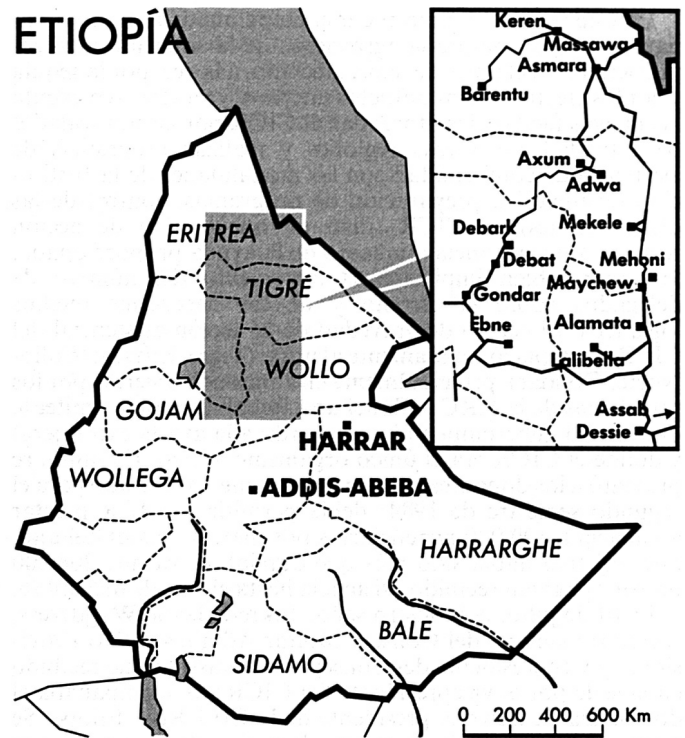 ETIOPÍA
Keren
Massawa
Asmara
Barentu
Axum
Adwa
Debark
Mekele
Debat
Mehoni
Maychew
Gondar
Ebne
Alamata
Lalibella
Assab
Dessie
ERITREA
TIGRÉ
WOLLO
GOJAM
HARRAR
WOLLEGA
ADDIS-ABEBA
HARRARGHE
BALE
SIDAMO
0 200 400 600 Km